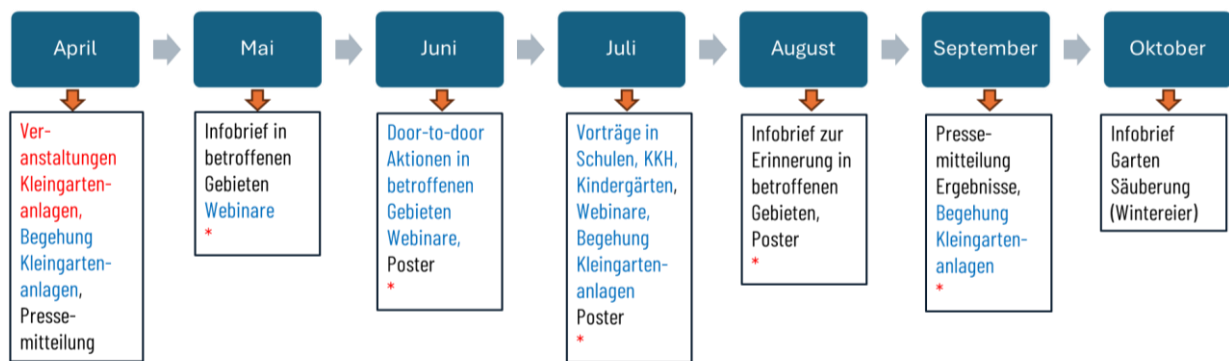 April
Mai
Juni
Juli
August
September
Oktober
Ver-
anstaltungen
Kleingarten-
anlagen,
Begehung
Kleingarten-
anlagen,
Presse-
mitteilung
Infobrief in
betroffenen
Gebieten
Webinare
*
Door-to-door
Aktionen in
betroffenen
Gebieten
Webinare,
Poster
*
Vorträge in
Schulen, KKH,
Kindergärten,
Webinare,
Begehung
Kleingarten-
anlagen
Poster
*
Infobrief zur
Erinnerung in
betroffenen
Gebieten,
Poster
*
Presse-
mitteilung
Ergebnisse,
Begehung
Kleingarten-
anlagen
*
Infobrief
Garten
Säuberung
(Wintereier)